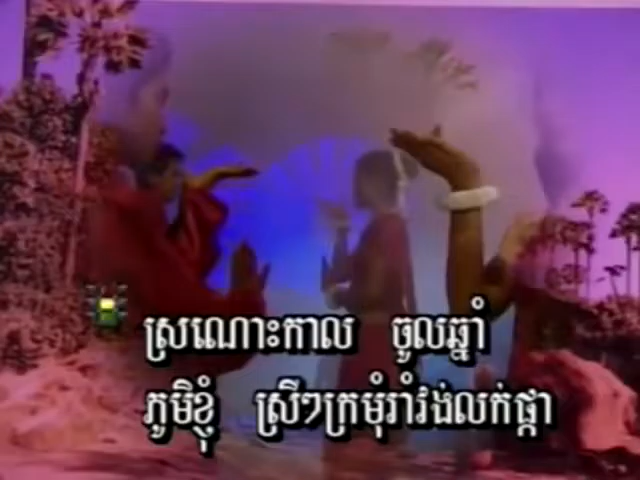 ស្រណោះកាល ចូលឆ្នាំ
ភូមិខ្ញុំ ស្រីៗក្រមុំរាំវង់លក់ផ្កា